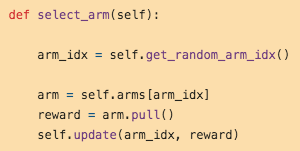 def select_arm(self):
arm_idx = self.get_random_arm_idx()
arm = self.arms[arm_idx]
reward = arm.pull()
self.update(arm_idx, reward)